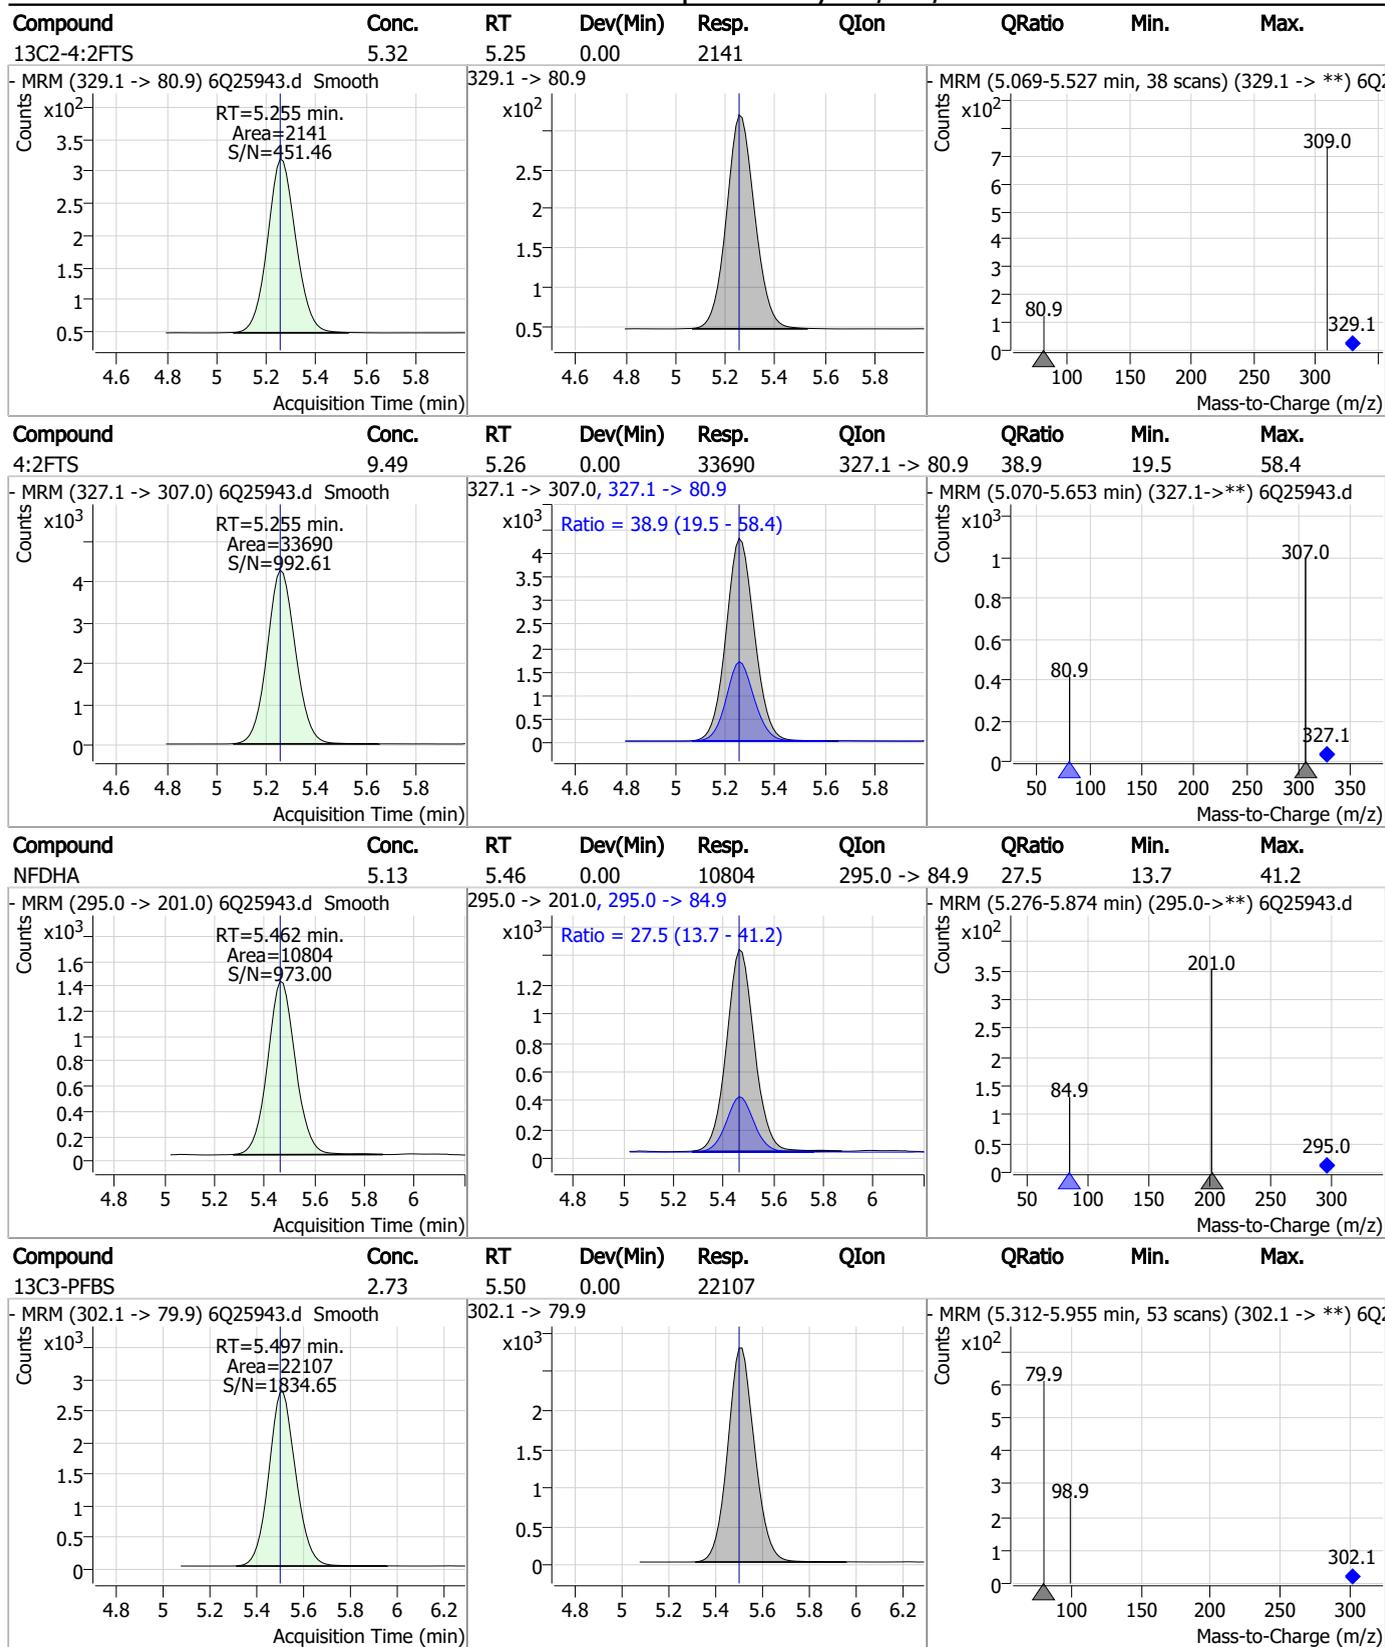 Compound Conc. RT Dev(Min) Resp. QIon QRatio Min. Max.
13C2-4:2FTS 5.32 5.25 0.00 2141
- MRM (329.1 -> 80.9) 6Q25943.d Smooth
Counts
x10²
RT=5.255 min.
Area=2141
S/N=451.46
3.5
3
2.5
2
1.5
1
0.5
4.6 4.8 5 5.2 5.4 5.6 5.8
Acquisition Time (min)
329.1 -> 80.9
x10²
2.5
2
1.5
1
0.5
4.6 4.8 5 5.2 5.4 5.6 5.8
- MRM (5.069-5.527 min, 38 scans) (329.1 -> **) 6Q2
Counts
x10²
7
6
5
4
3
2
1
0
309.0
80.9
329.1
100 150 200 250 300
Mass-to-Charge (m/z)
Compound Conc. RT Dev(Min) Resp. QIon QRatio Min. Max.
4:2FTS 9.49 5.26 0.00 33690 327.1 -> 80.9 38.9 19.5 58.4
- MRM (327.1 -> 307.0) 6Q25943.d Smooth
Counts
x10³
RT=5.255 min.
Area=33690
S/N=992.61
4
3
2
1
0
4.6 4.8 5 5.2 5.4 5.6 5.8
Acquisition Time (min)
327.1 -> 307.0, 327.1 -> 80.9
x10³
Ratio = 38.9 (19.5 - 58.4)
4
3.5
3
2.5
2
1.5
1
0.5
0
4.6 4.8 5 5.2 5.4 5.6 5.8
- MRM (5.070-5.653 min) (327.1->**) 6Q25943.d
Counts
x10³
1
0.8
0.6
0.4
0.2
0
307.0
80.9
327.1
50 100 150 200 250 300 350
Mass-to-Charge (m/z)
Compound Conc. RT Dev(Min) Resp. QIon QRatio Min. Max.
NFDHA 5.13 5.46 0.00 10804 295.0 -> 84.9 27.5 13.7 41.2
- MRM (295.0 -> 201.0) 6Q25943.d Smooth
Counts
x10³
RT=5.462 min.
Area=10804
S/N=973.00
1.6
1.4
1.2
1
0.8
0.6
0.4
0.2
0
4.8 5 5.2 5.4 5.6 5.8 6
Acquisition Time (min)
295.0 -> 201.0, 295.0 -> 84.9
x10³
Ratio = 27.5 (13.7 - 41.2)
1.2
1
0.8
0.6
0.4
0.2
0
4.8 5 5.2 5.4 5.6 5.8 6
- MRM (5.276-5.874 min) (295.0->**) 6Q25943.d
Counts
x10²
3.5
3
2.5
2
1.5
1
0.5
0
201.0
84.9
295.0
50 100 150 200 250 300
Mass-to-Charge (m/z)
Compound Conc. RT Dev(Min) Resp. QIon QRatio Min. Max.
13C3-PFBS 2.73 5.50 0.00 22107
- MRM (302.1 -> 79.9) 6Q25943.d Smooth
Counts
x10³
RT=5.497 min.
Area=22107
S/N=1834.65
3
2.5
2
1.5
1
0.5
0
4.8 5 5.2 5.4 5.6 5.8 6 6.2
Acquisition Time (min)
302.1 -> 79.9
x10³
2
1.5
1
0.5
0
4.8 5 5.2 5.4 5.6 5.8 6 6.2
- MRM (5.312-5.955 min, 53 scans) (302.1 -> **) 6Q2
Counts
x10²
6
5
4
3
2
1
0
79.9
98.9
302.1
100 150 200 250 300
Mass-to-Charge (m/z)